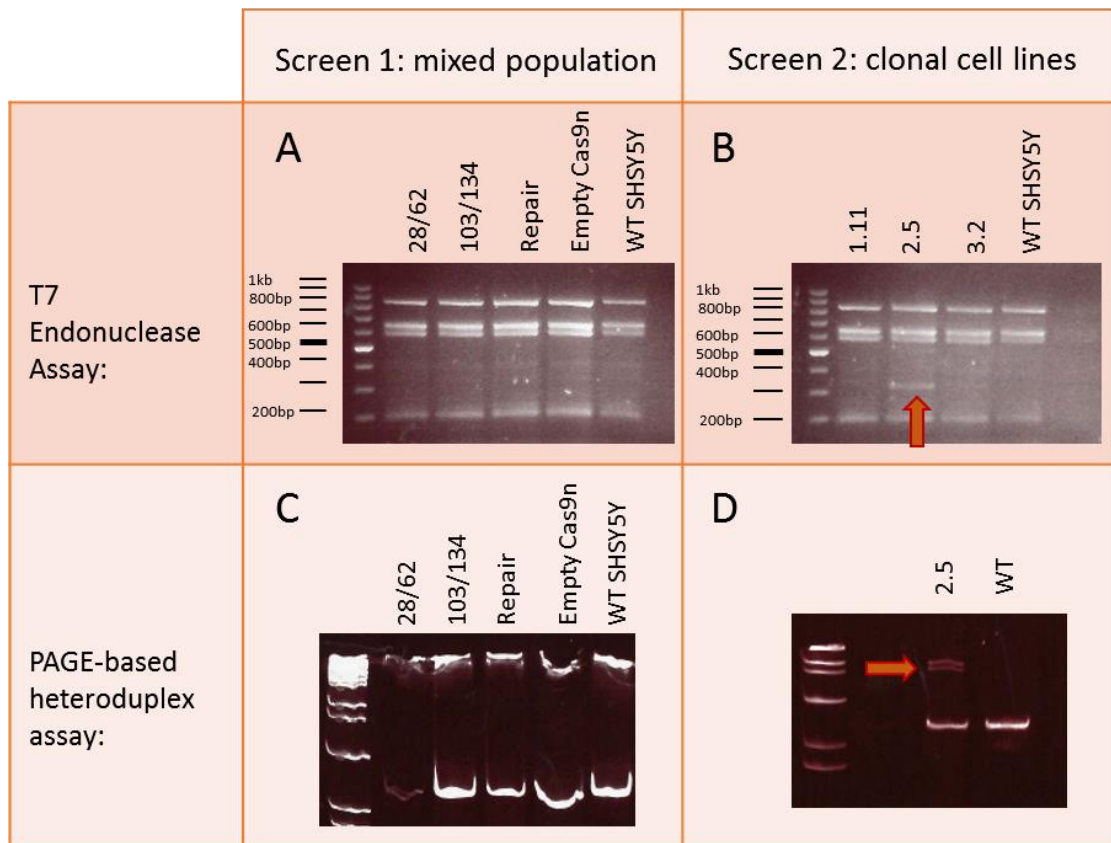 Screen 1: mixed population
Screen 2: clonal cell lines
T7
Endonuclease
Assay:
A
28/62
103/134
Repair
Empty Cas9n
WT SHSY5Y
1kb
800bp
600bp
500bp
400bp
200bp
B
1.11
2.5
3.2
WT SHSY5Y
1kb
800bp
600bp
500bp
400bp
200bp
PAGE-based
heteroduplex
assay:
C
28/62
103/134
Repair
Empty Cas9n
WT SHSY5Y
D
2.5
WT